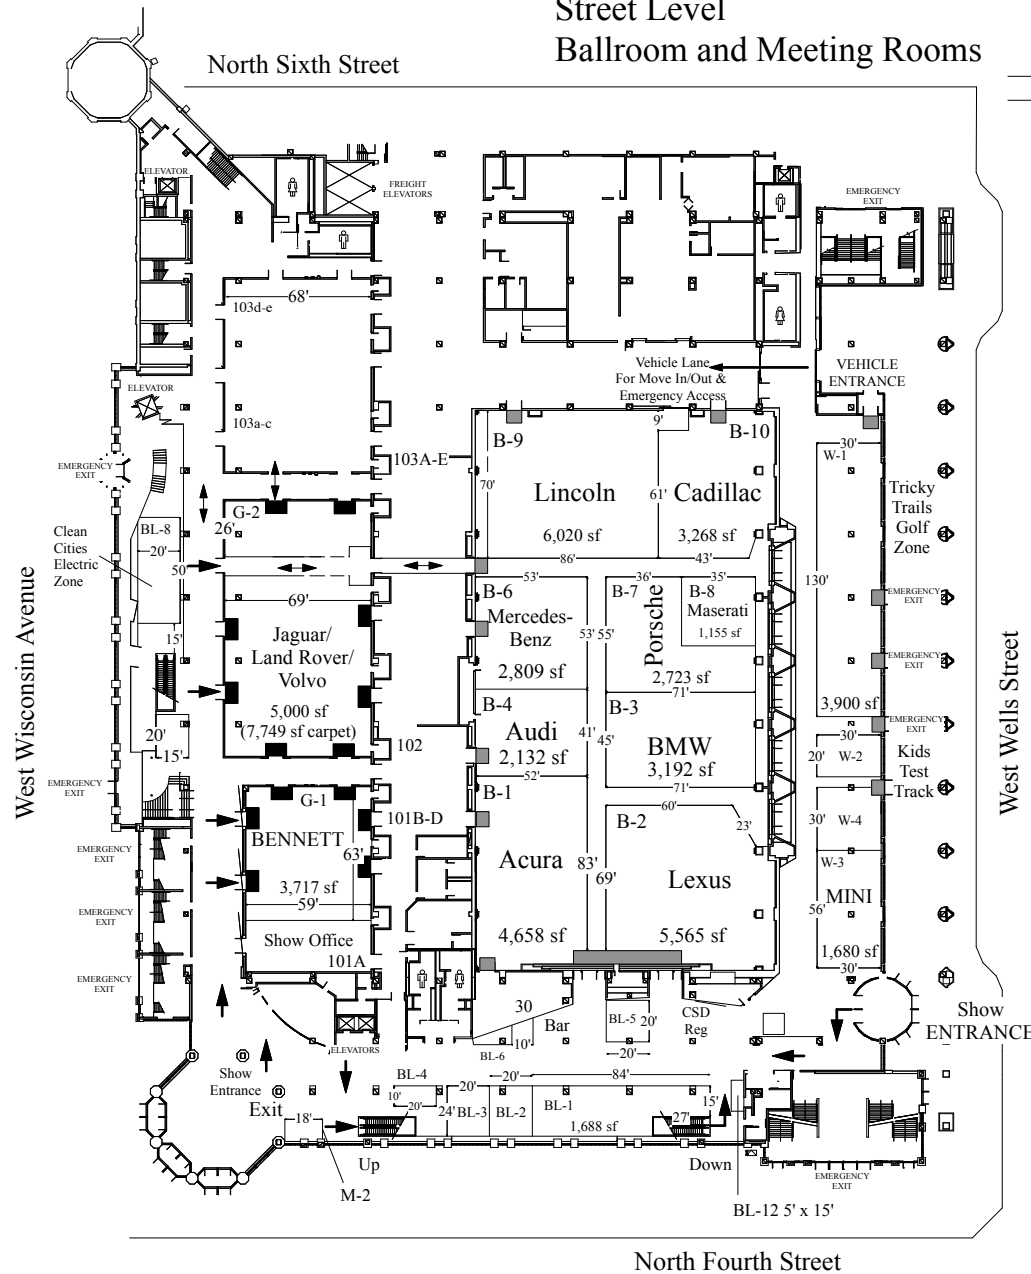 Street Level
Ballroom and Meeting Rooms
North Sixth Street
ELEVATOR
FREIGHT
ELEVATORS
EMERGENCY
EXIT
68'
103d-e
Vehicle Lane
For Move In/Out &
Emergency Access
VEHICLE
ENTRANCE
ELEVATOR
103a-c
9'
B-9
B-10
30'
W-1
103A-E
EMERGENCY
EXIT
70'
Lincoln
61'
Cadillac
Tricky
Trails
Golf
Zone
G-2
26'
BL-8
20'
Clean
Cities
Electric
Zone
6,020 sf
3,268 sf
86'
43'
50'
53'
36'
35'
130'
B-6
B-7
B-8
69'
Mercedes-
Benz
Porsche
Maserati
1,155 sf
EMERGENCY
EXIT
15'
Jaguar/
Land Rover/
Volvo
53'
55'
2,809 sf
2,723 sf
71'
EMERGENCY
EXIT
West Wisconsin Avenue
West Wells Street
5,000 sf
(7,749 sf carpet)
B-4
B-3
3,900 sf
EMERGENCY
EXIT
20'
15'
102
Audi
2,132 sf
52'
41'
45'
BMW
3,192 sf
71'
30'
20'
W-2
Kids
Test
Track
EMERGENCY
EXIT
G-1
B-1
60'
B-2
23'
30'
W-4
101B-D
BENNETT
63'
EMERGENCY
EXIT
3,717 sf
59'
Acura
83'
69'
Lexus
W-3
MINI
56'
EMERGENCY
EXIT
Show Office
101A
4,658 sf
5,565 sf
1,680 sf
30'
EMERGENCY
EXIT
30
Bar
10'
BL-6
BL-5
20'
20'
CSD
Reg
Show
ENTRANCE
ELEVATORS
Show
Entrance
Exit
BL-4
20'
84'
10'
20'
20'
24'
BL-3
BL-2
BL-1
15'
18'
1,688 sf
27'
Up
Down
M-2
EMERGENCY
EXIT
BL-12 5' x 15'
North Fourth Street